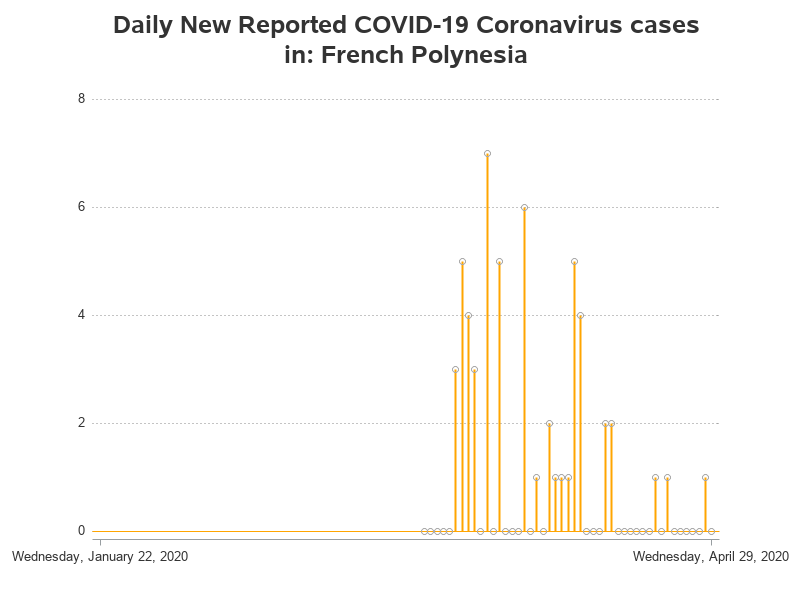 Daily New Reported COVID-19 Coronavirus cases
in: French Polynesia
8
6
4
2
0
Wednesday, January 22, 2020
Wednesday, April 29, 2020